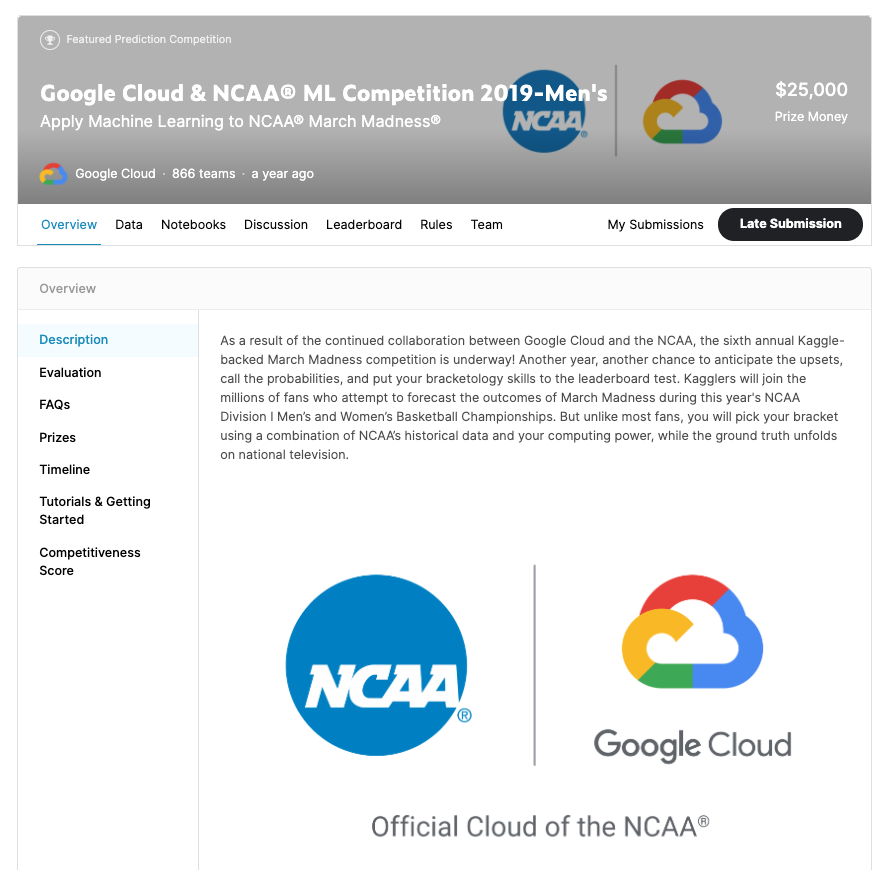 Featured Prediction Competition
Google Cloud & NCAA® ML Competition 2019-Men's
Apply Machine Learning to NCAA® March Madness®
NCAA®
$25,000
Prize Money
Google Cloud · 866 teams · a year ago
Overview Data Notebooks Discussion Leaderboard Rules Team My Submissions Late Submission
Overview
Description
Evaluation
FAQs
Prizes
Timeline
Tutorials & Getting
Started
Competitiveness
Score
As a result of the continued collaboration between Google Cloud and the NCAA, the sixth annual Kaggle-
backed March Madness competition is underway! Another year, another chance to anticipate the upsets,
call the probabilities, and put your bracketology skills to the leaderboard test. Kagglers will join the
millions of fans who attempt to forecast the outcomes of March Madness during this year's NCAA
Division I Men’s and Women’s Basketball Championships. But unlike most fans, you will pick your bracket
using a combination of NCAA’s historical data and your computing power, while the ground truth unfolds
on national television.
NCAA®
Google Cloud
Official Cloud of the NCAA®